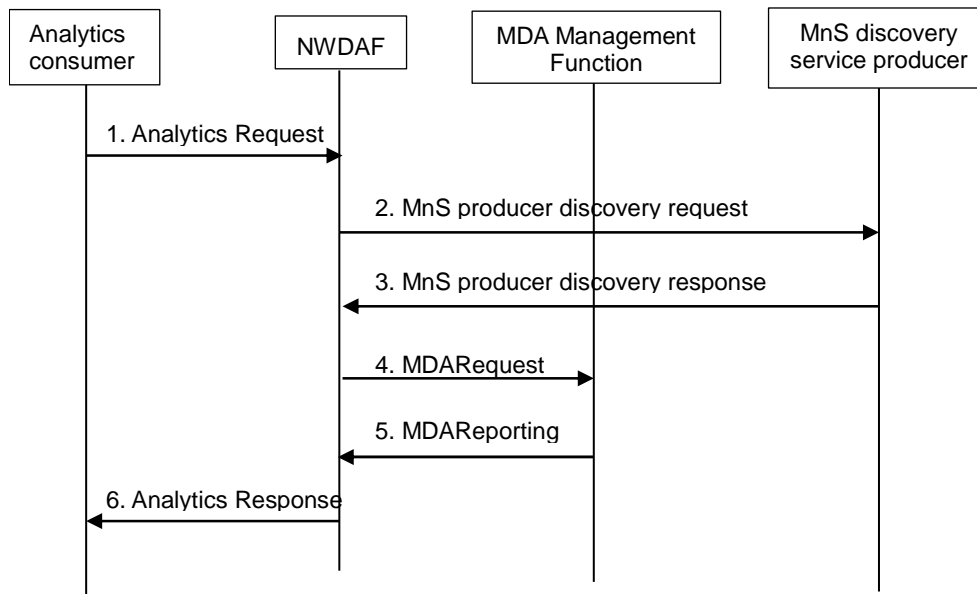 Analytics
consumer
NWDAF
MDA Management
Function
MnS discovery
service producer
1. Analytics Request
2. MnS producer discovery request
3. MnS producer discovery response
4. MDARequest
5. MDAReporting
6. Analytics Response